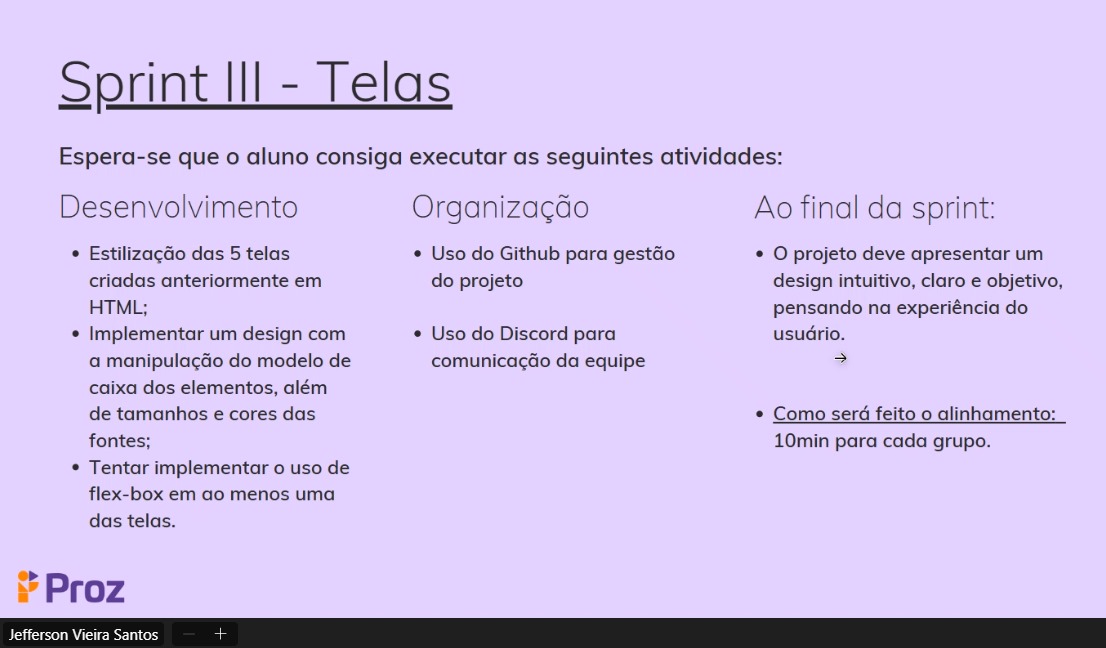 Sprint III - Telas
Espera-se que o aluno consiga executar as seguintes atividades:
Desenvolvimento
• Estilização das 5 telas
criadas anteriormente em
HTML;
• Implementar um design com
a manipulação do modelo de
caixa dos elementos, além
de tamanhos e cores das
fontes;
• Tentar implementar o uso de
flex-box em ao menos uma
das telas.
Organização
• Uso do Github para gestão
do projeto
• Uso do Discord para
comunicação da equipe
Ao final da sprint:
• O projeto deve apresentar um
design intuitivo, claro e objetivo,
pensando na experiência do
usuário.
• Como será feito o alinhamento:
10min para cada grupo.
Proz
Jefferson Vieira Santos